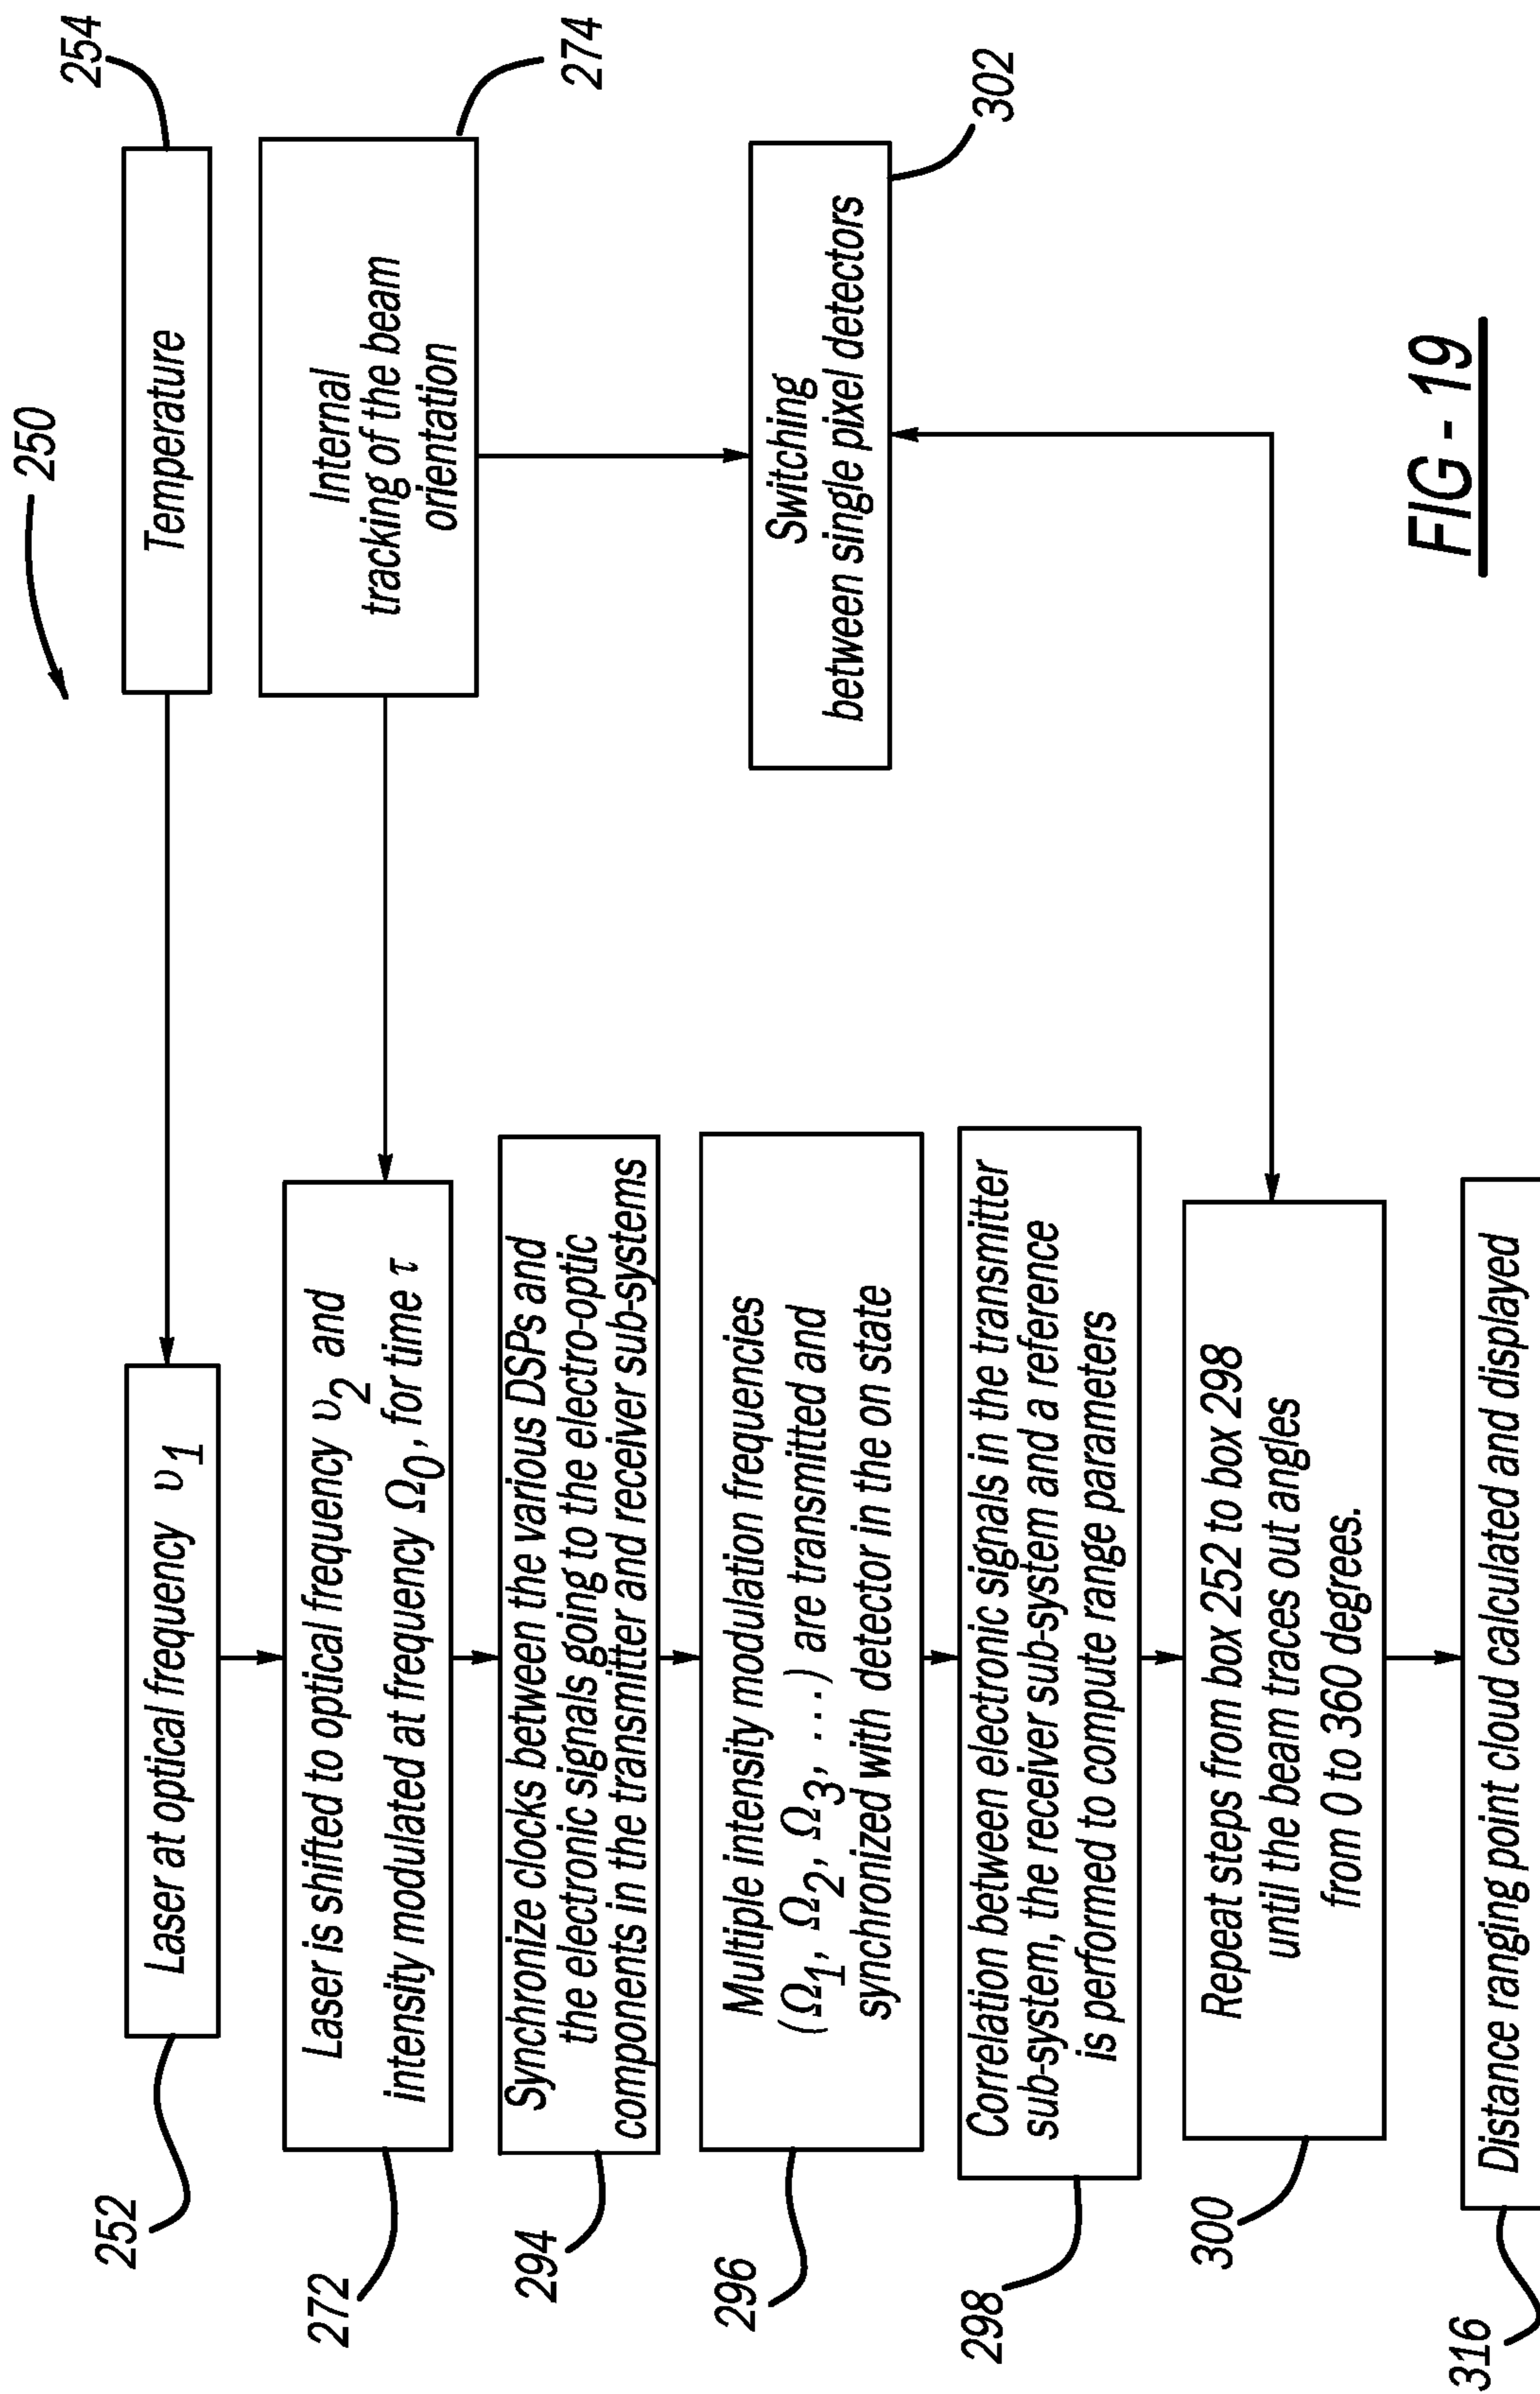 250
252
Laser at optical frequency υ1
Temperature
254
272
Laser is shifted to optical frequency υ2 and
intensity modulated at frequency Ω0, for time τ
Internal
tracking of the beam
orientation
274
294
Synchronize clocks between the various DSPs and
the electronic signals going to the electro-optic
components in the transmitter and receiver sub-systems
296
Multiple intensity modulation frequencies
(Ω1, Ω2, Ω3, ...) are transmitted and
synchronized with detector in the on state
Switching
between single pixel detectors
302
298
Correlation between electronic signals in the transmitter
sub-system, the receiver sub-system and a reference
is performed to compute range parameters
300
Repeat steps from box 252 to box 298
until the beam traces out angles
from 0 to 360 degrees.
316
Distance ranging point cloud calculated and displayed
FIG - 19